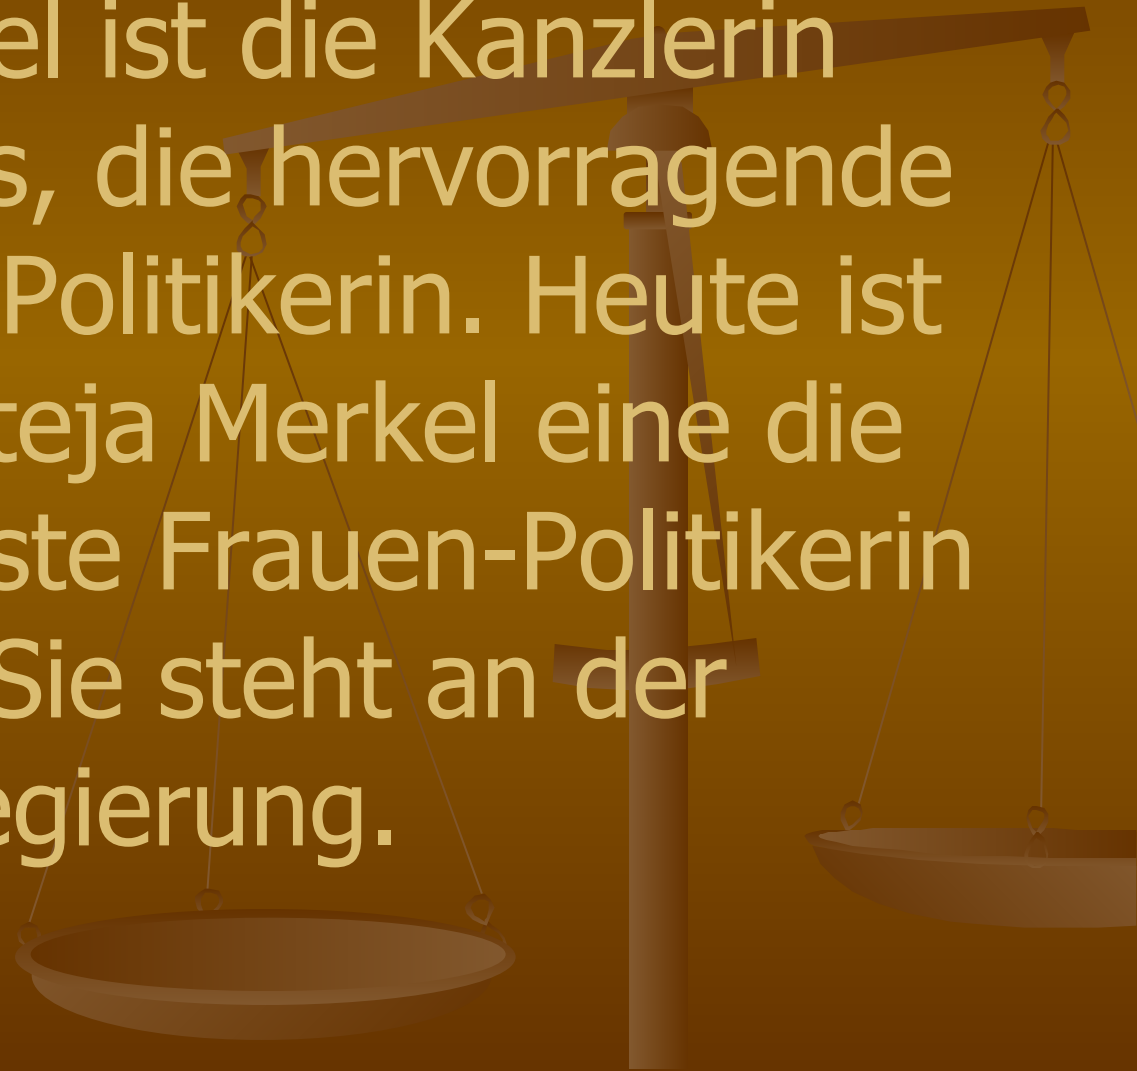 el ist die Kanzlerin
s, die hervorragende
Politikerin. Heute ist
teja Merkel eine die
ste Frauen-Politikerin
Sie steht an der
egierung.